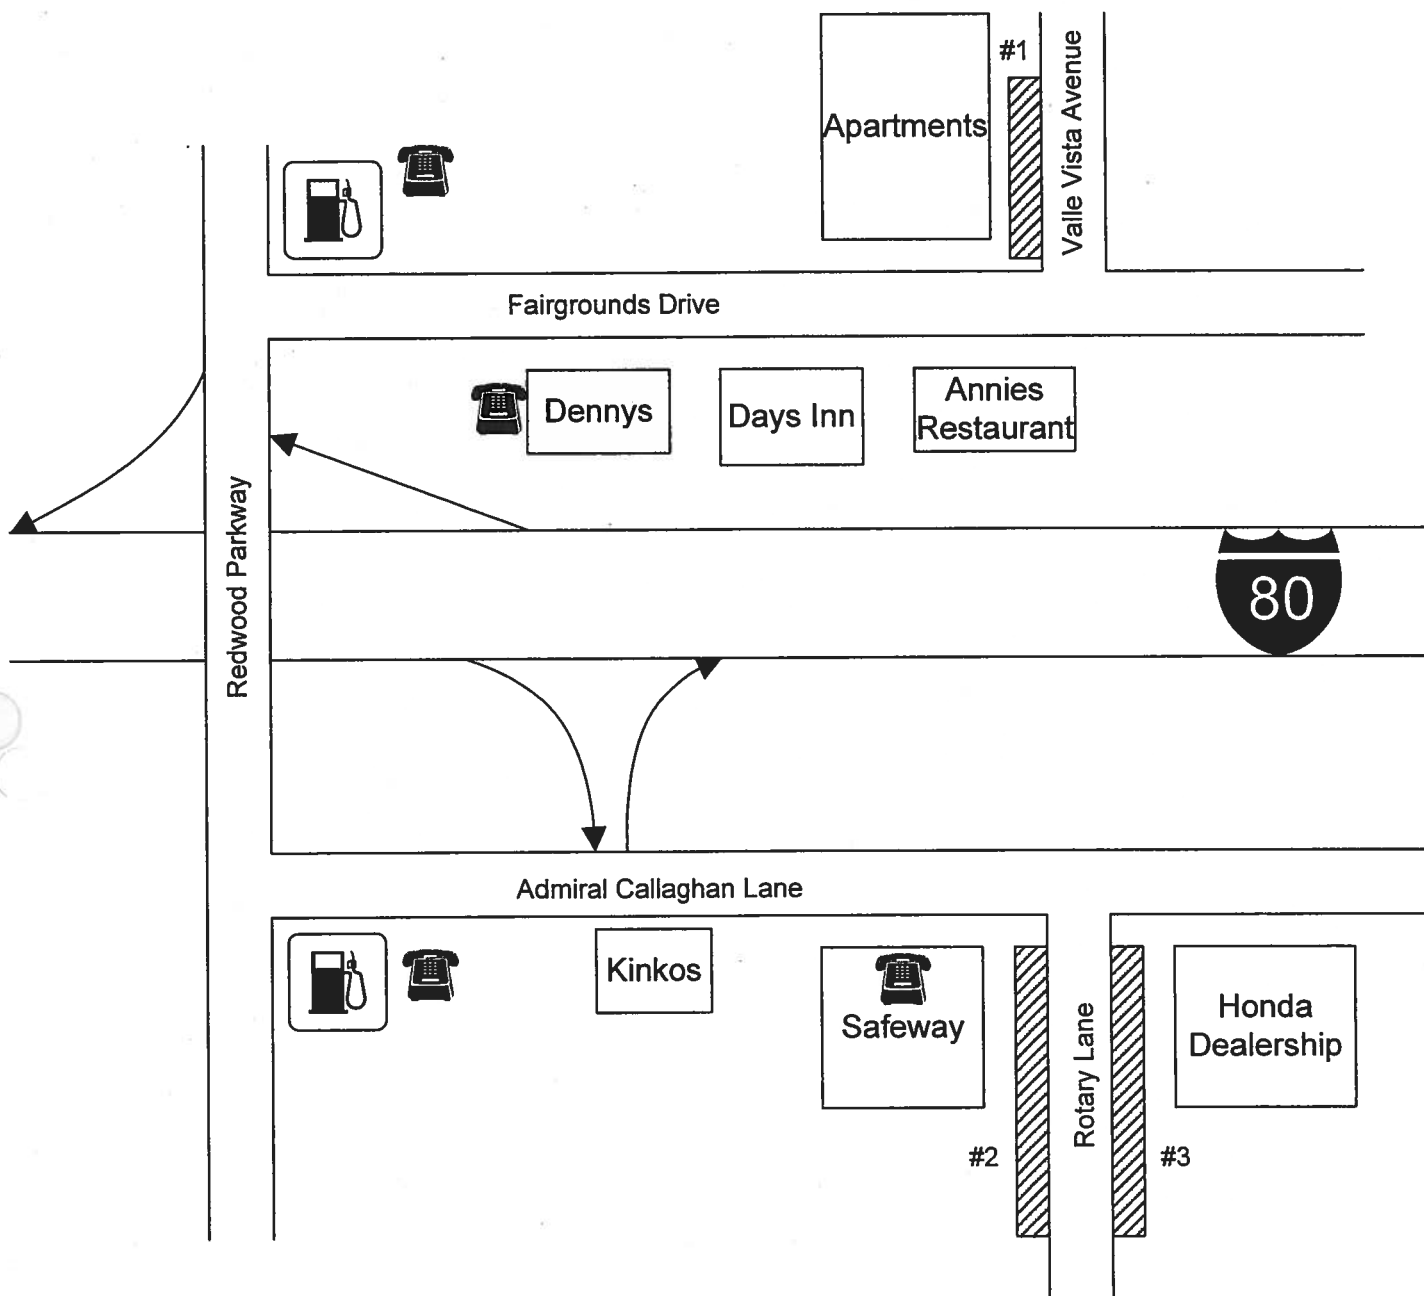 #1
Apartments
Valle Vista Avenue
Fairgrounds Drive
Dennys
Days Inn
Annies
Restaurant
Redwood Parkway
80
Admiral Callaghan Lane
Kinkos
Safeway
Rotary Lane
Honda
Dealership
#2
#3